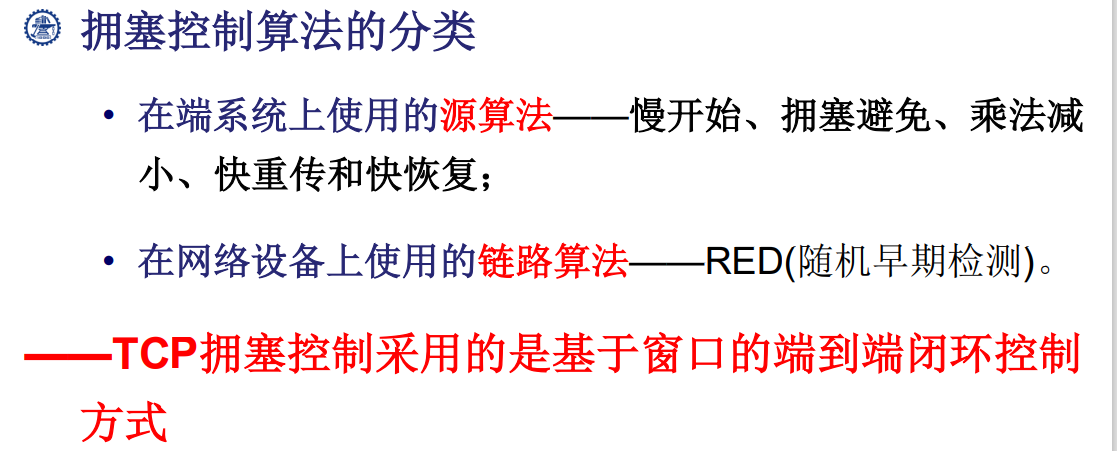 拥塞控制算法的分类
• 在端系统上使用的源算法——慢开始、拥塞避免、乘法减
小、快重传和快恢复；
• 在网络设备上使用的链路算法——RED(随机早期检测)。
——TCP拥塞控制采用的是基于窗口的端到端闭环控制
方式